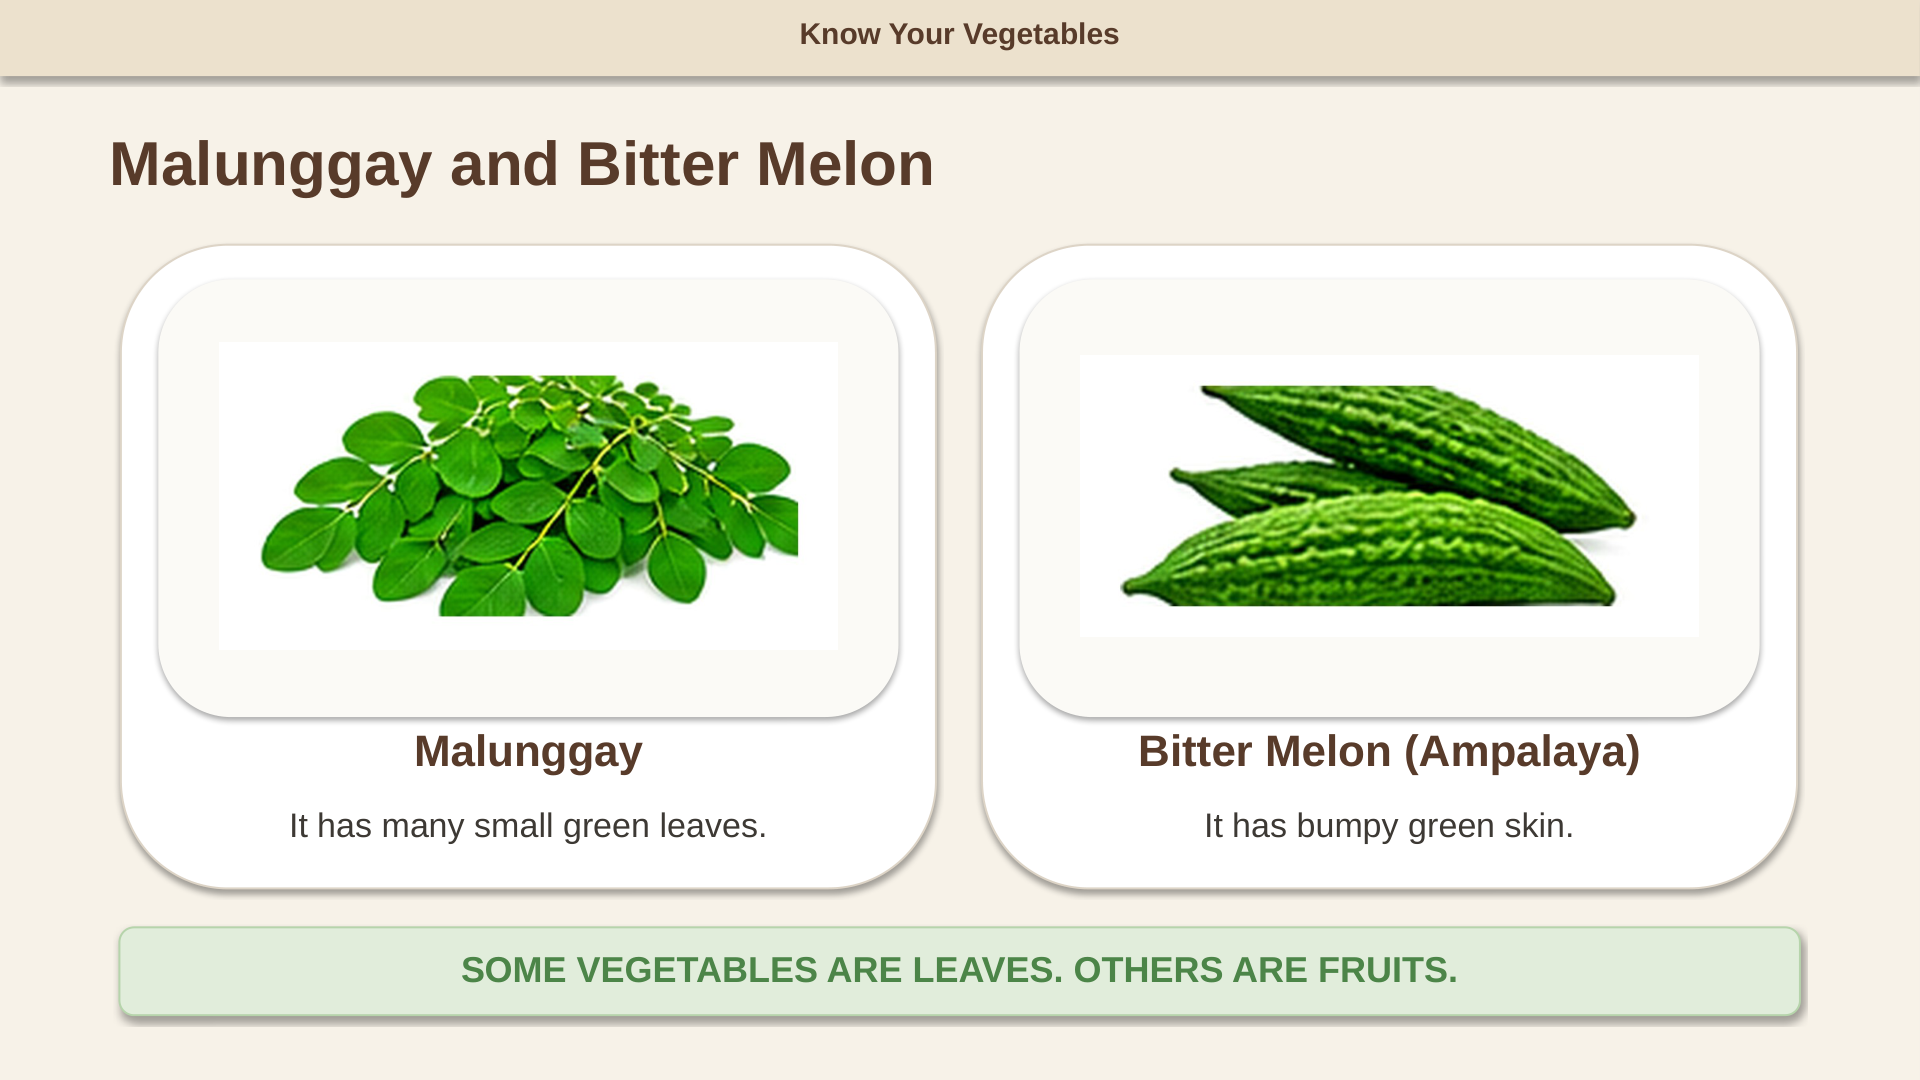 Know Your Vegetables
Malunggay and Bitter Melon
Malunggay
It has many small green leaves.
Bitter Melon (Ampalaya)
It has bumpy green skin.
SOME VEGETABLES ARE LEAVES. OTHERS ARE FRUITS.